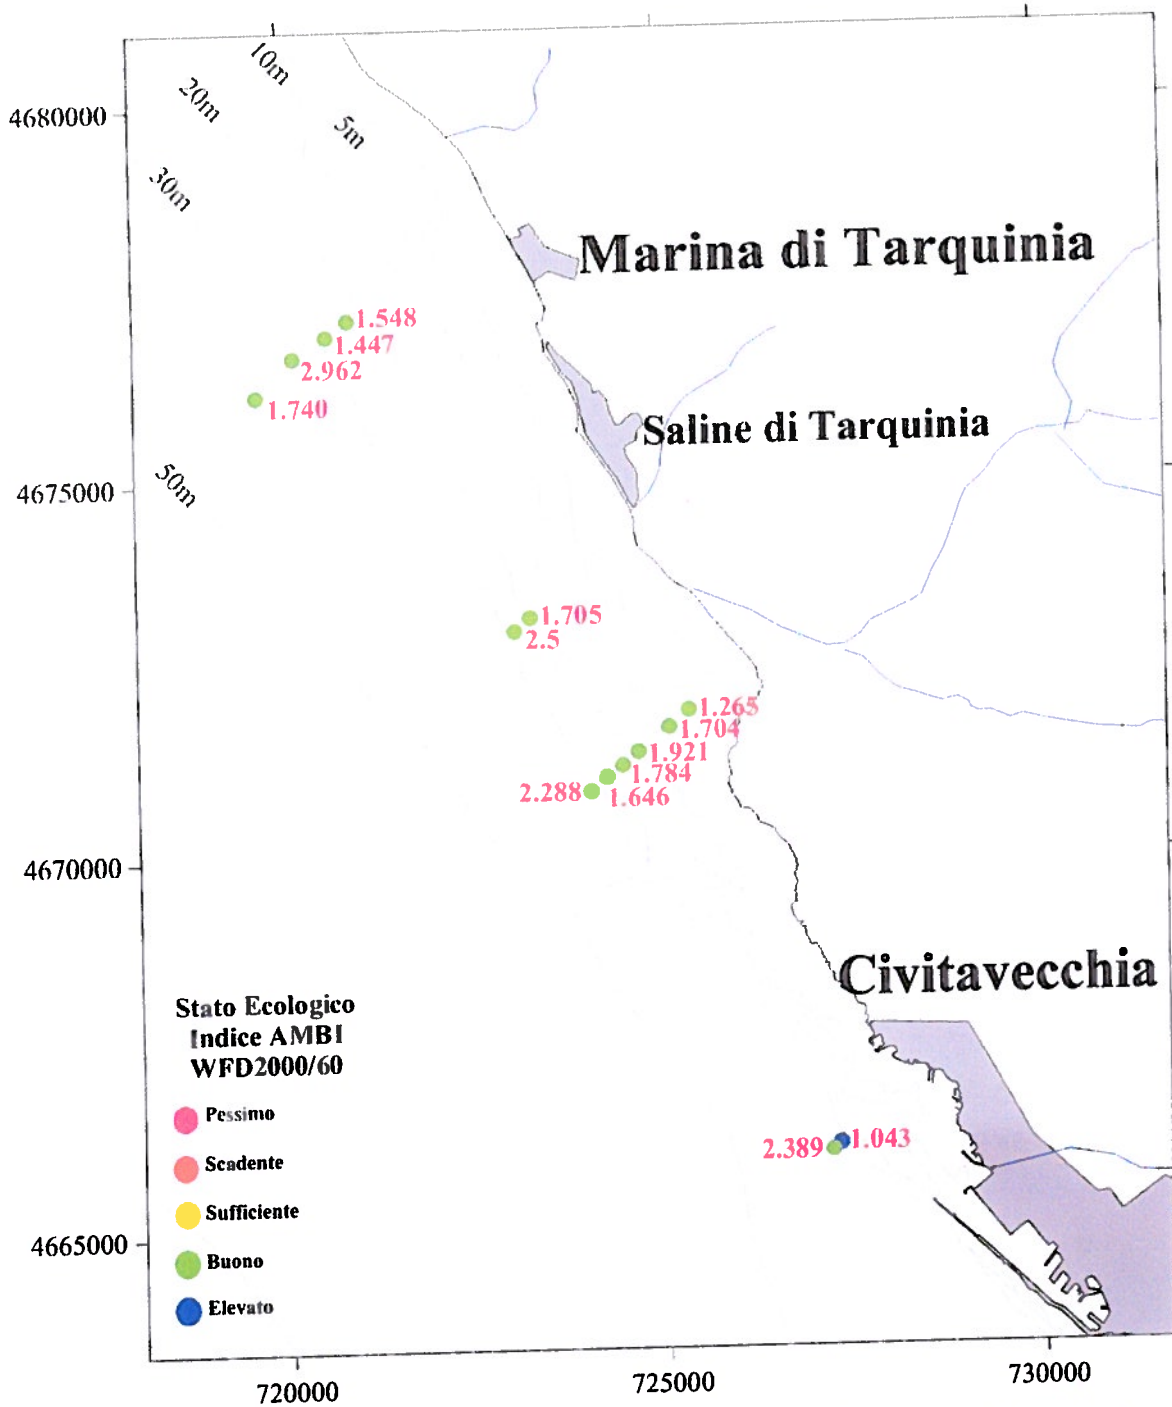 10m
20m
5m
4680000
30m
Marina di Tarquinia
1.548
1.447
2.962
1.740
Saline di Tarquinia
50m
4675000
1.705
2.5
1.265
1.704
1.921
1.784
2.288
1.646
4670000
Civitavecchia
Stato Ecologico
Indice AMBI
WFD2000/60
Pessimo
Scadente
Sufficiente
Buono
Elevato
2.389
1.043
4665000
720000
725000
730000